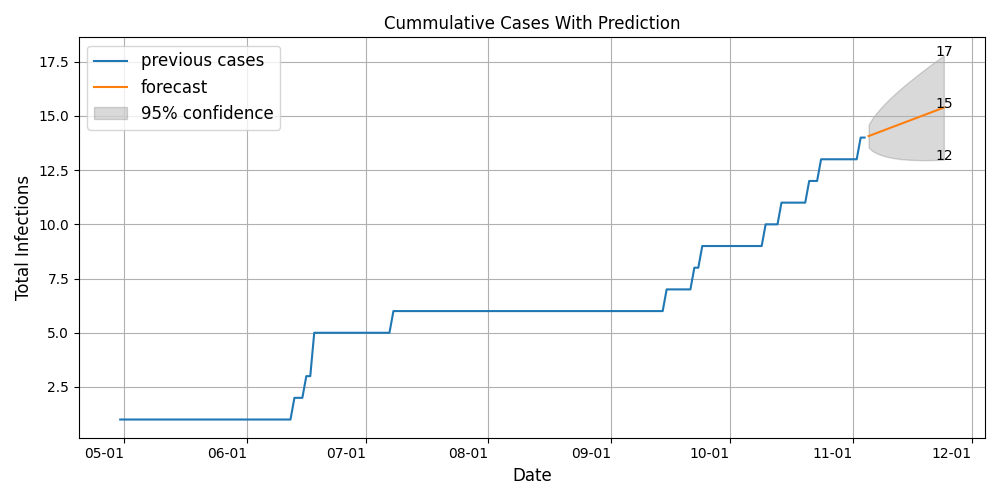 Cummulative Cases With Prediction
previous cases
forecast
95% confidence
17
15
12
17.5
15.0
12.5
10.0
7.5
5.0
2.5
Total Infections
05-01 06-01 07-01 08-01 09-01 10-01 11-01 12-01
Date